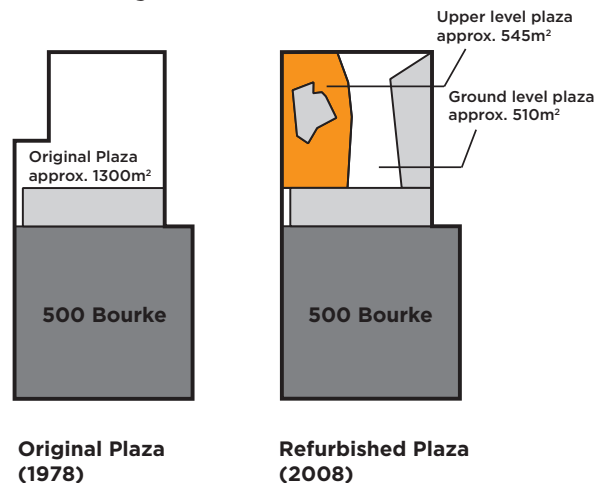 Upper level plaza
approx. 545m²
Ground level plaza
approx. 510m²
Original Plaza
approx. 1300m²
500 Bourke
500 Bourke
Original Plaza
(1978)
Refurbished Plaza
(2008)